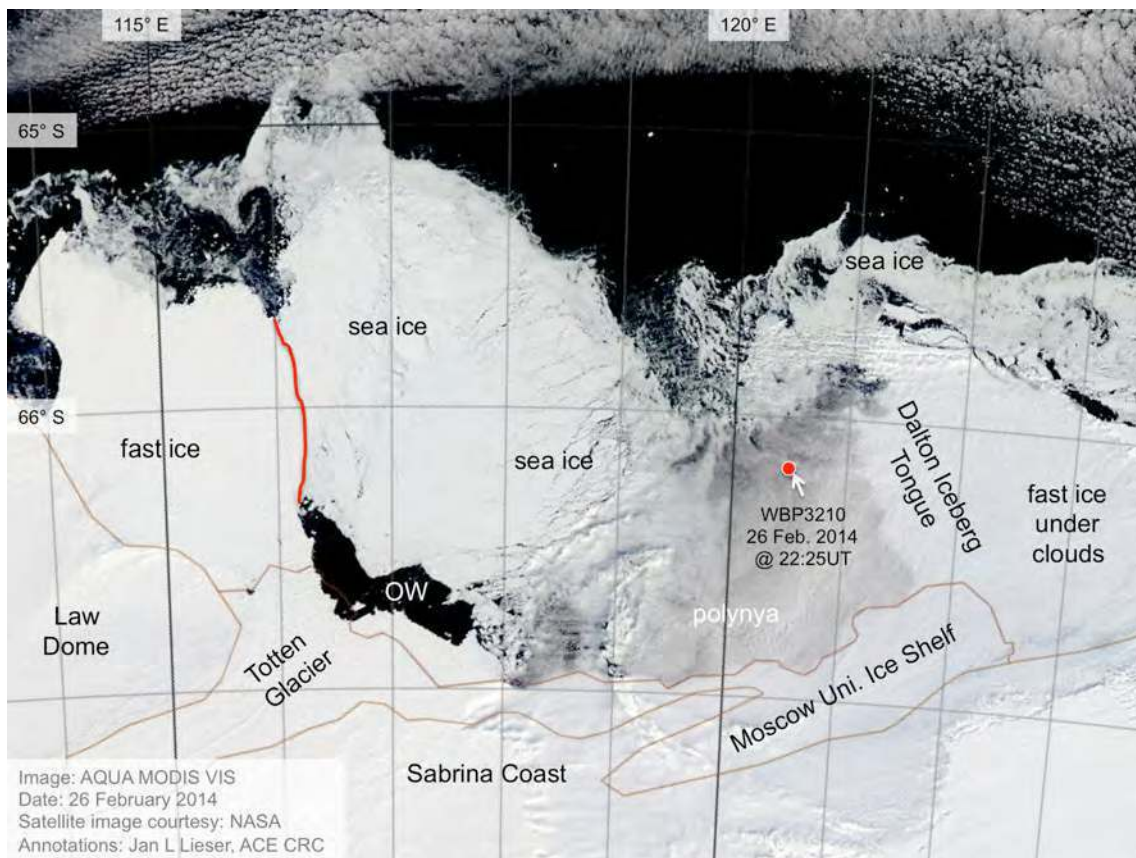 115° E
120° E
65° S
sea ice
sea ice
66° S
fast ice
sea ice
Dalton Iceberg
Tongue
WBP3210
26 Feb. 2014
@ 22:25UT
fast ice
under
clouds
OW
polynya
Law
Dome
Totten
Glacier
Moscow Uni. Ice Shelf
Sabrina Coast
Image: AQUA MODIS VIS
Date: 26 February 2014
Satellite image courtesy: NASA
Annotations: Jan L Lieser, ACE CRC